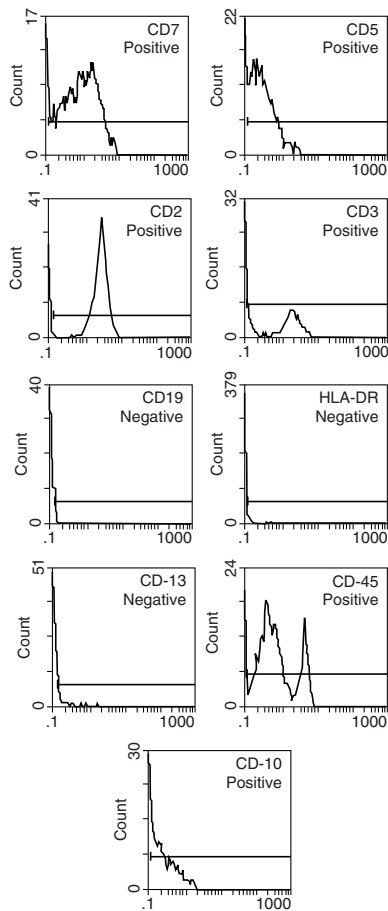 17
CD7
Positive
Count
0
.1
1000
22
CD5
Positive
Count
0
.1
1000
41
CD2
Positive
Count
0
.1
1000
32
CD3
Positive
Count
0
.1
1000
40
CD19
Negative
Count
0
.1
1000
379
HLA-DR
Negative
Count
0
.1
1000
51
CD-13
Negative
Count
0
.1
1000
24
CD-45
Positive
Count
0
.1
1000
30
CD-10
Positive
Count
0
.1
1000